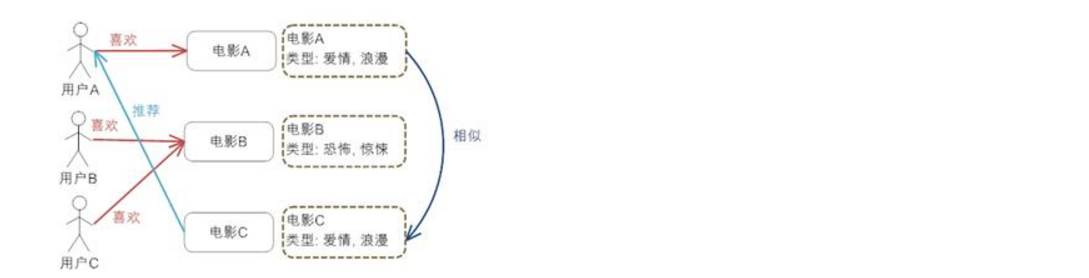 喜欢
电影A
电影A
类型: 爱情, 浪漫
用户A
推荐
喜欢
电影B
电影B
类型: 恐怖, 惊悚
相似
用户B
喜欢
电影C
电影C
类型: 爱情, 浪漫
用户C